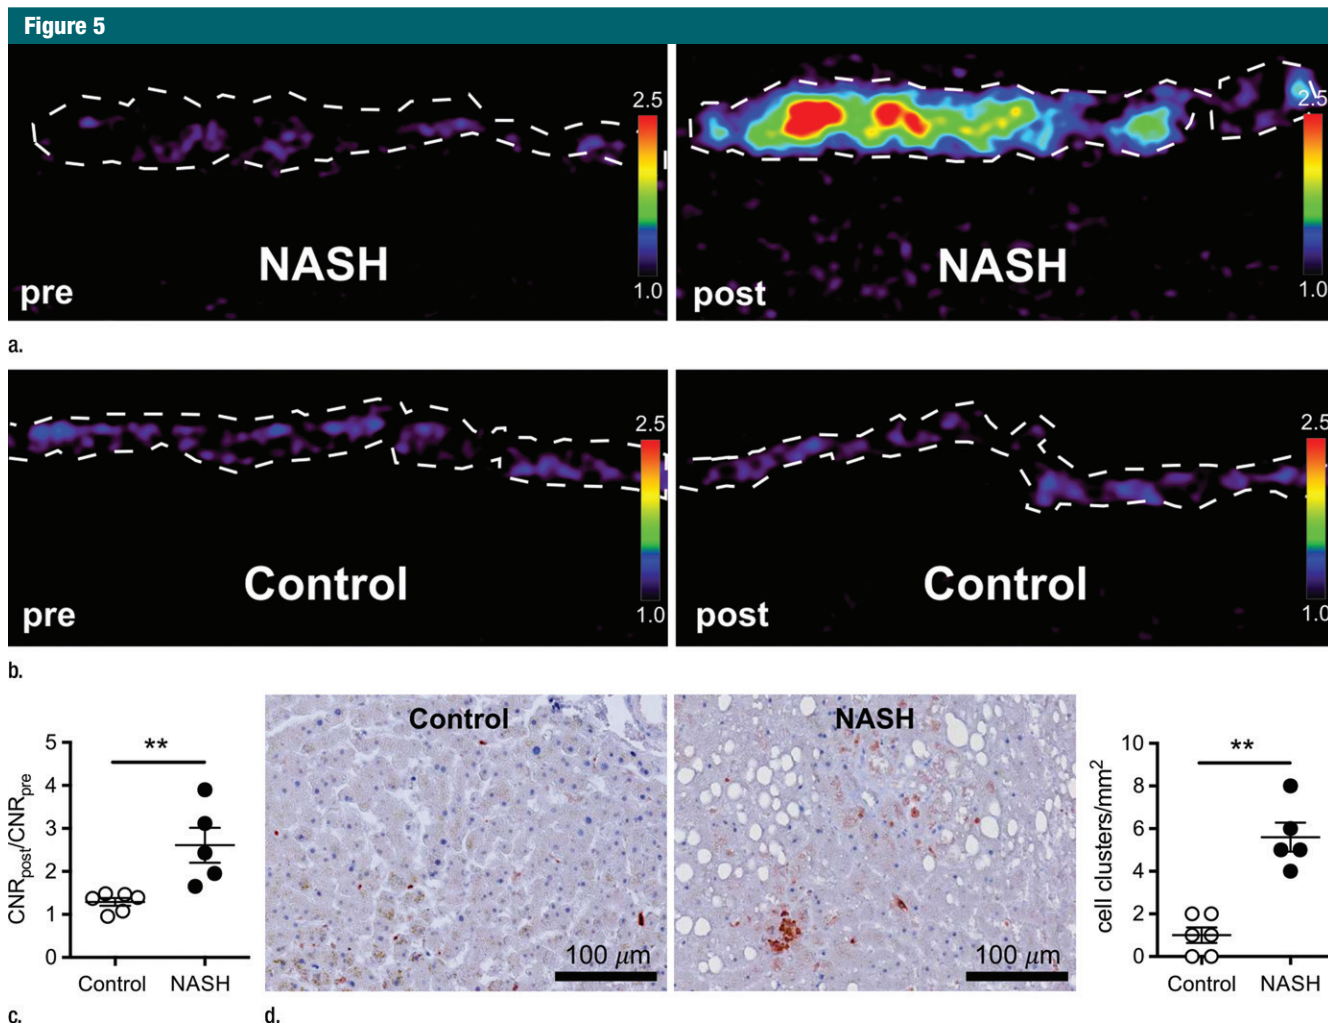 Figure 5
2.5
1.0
NASH
pre
2.5
1.0
NASH
post
a.
2.5
1.0
Control
pre
2.5
1.0
Control
post
b.
CNRpost/CNRpre
5
4
3
2
1
0
Control NASH
**
c.
Control
100 μm
NASH
100 μm
cell clusters/mm²
10
8
6
4
2
0
Control NASH
**
d.